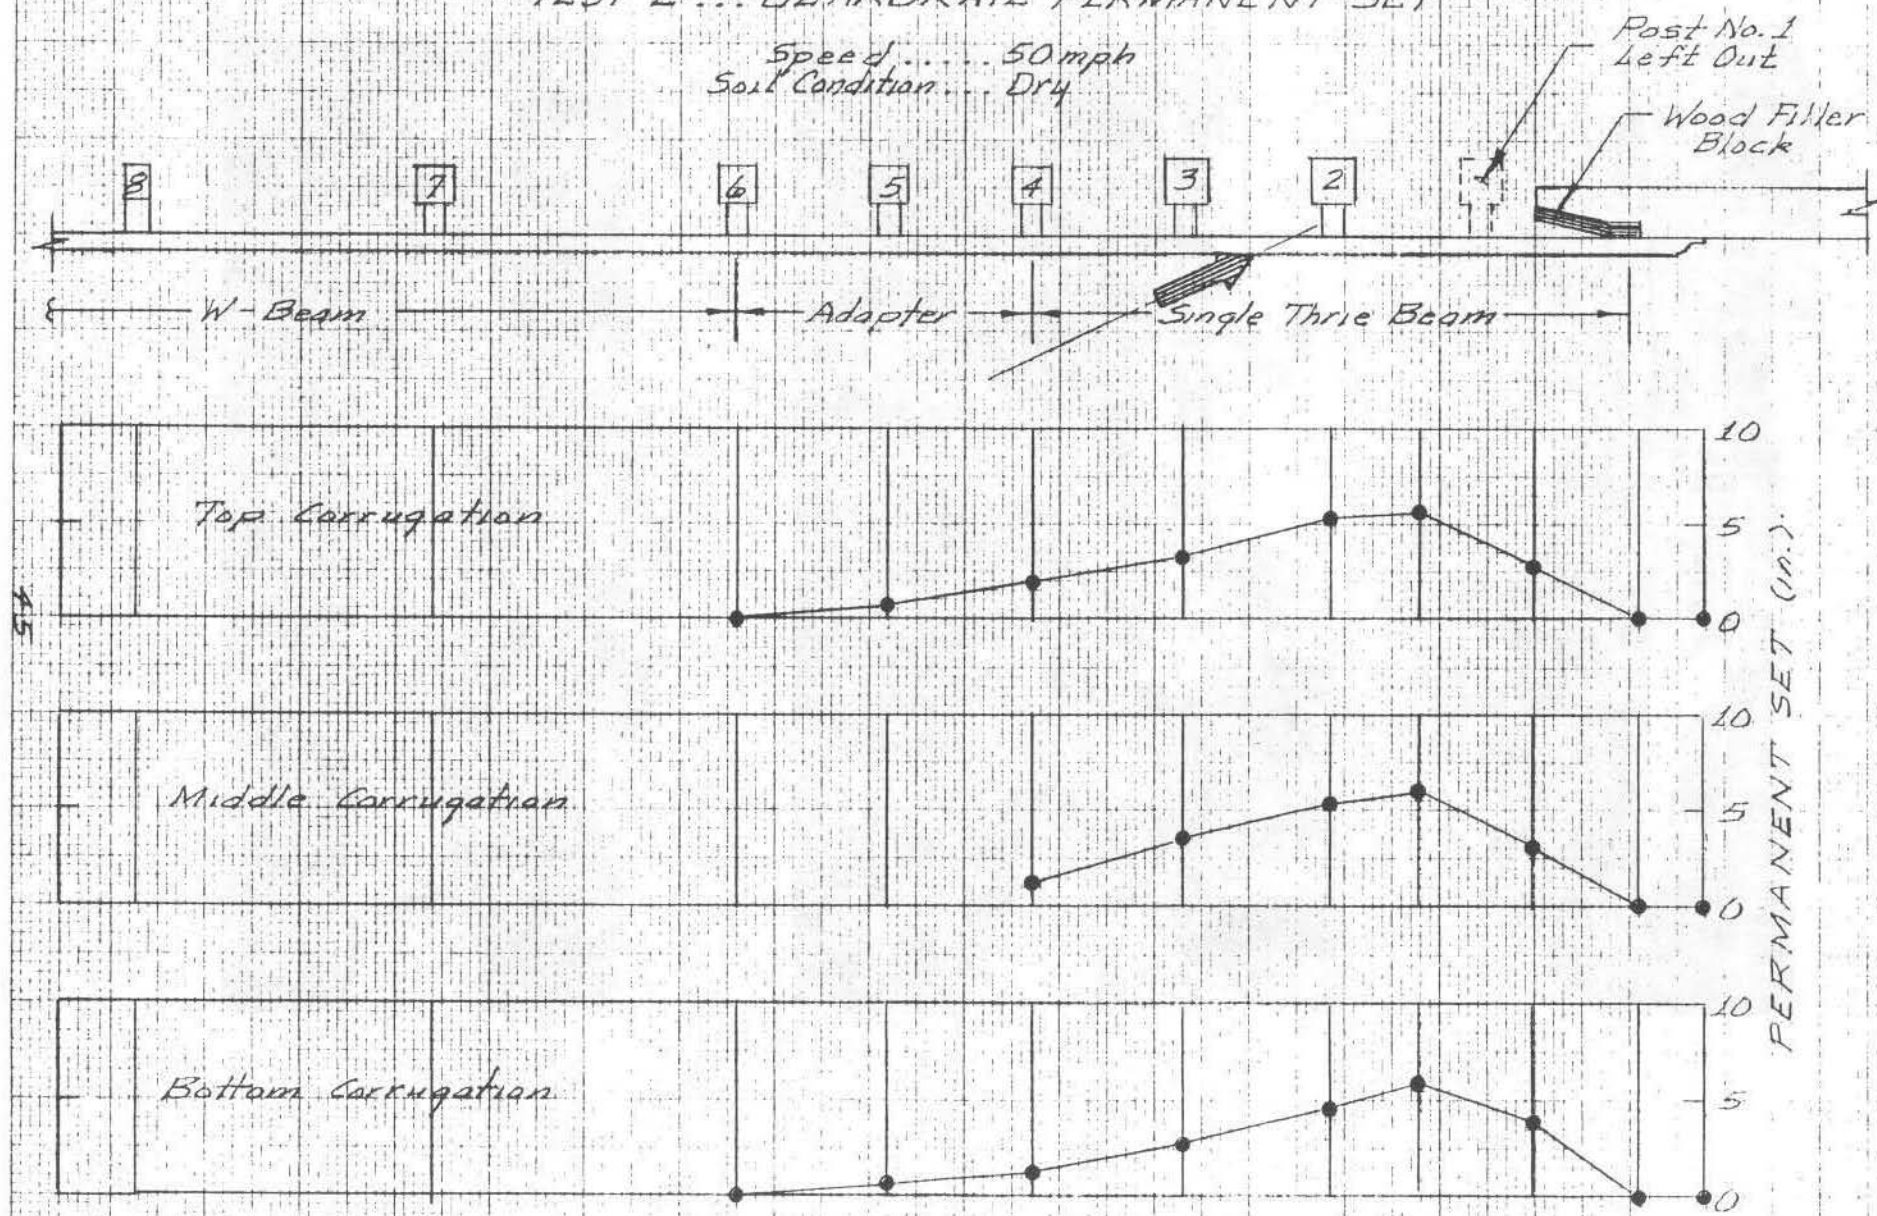 Speed ..... 50 mph
Soil Condition ... Dry
Post No. 1
Left Out
Wood Filler
Block
8
7
6
5
4
3
2
W-Beam
Adapter
Single Thrie Beam
Top Corrugation
10
5
0
Middle Corrugation
10
5
0
Bottom Corrugation
10
5
0
PERMANENT SET (in.)
45